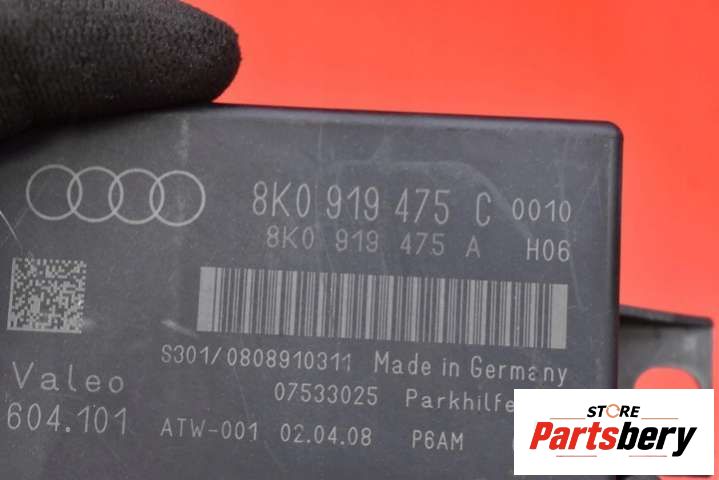 8K0 919 475 C 0010
8K0 919 475 A H06
S301/0808910311 Made in Germany
Valeo 07533025 Parkhilfe
604.101 ATW-001 02.04.08 P6AM
STORE
Partsbery